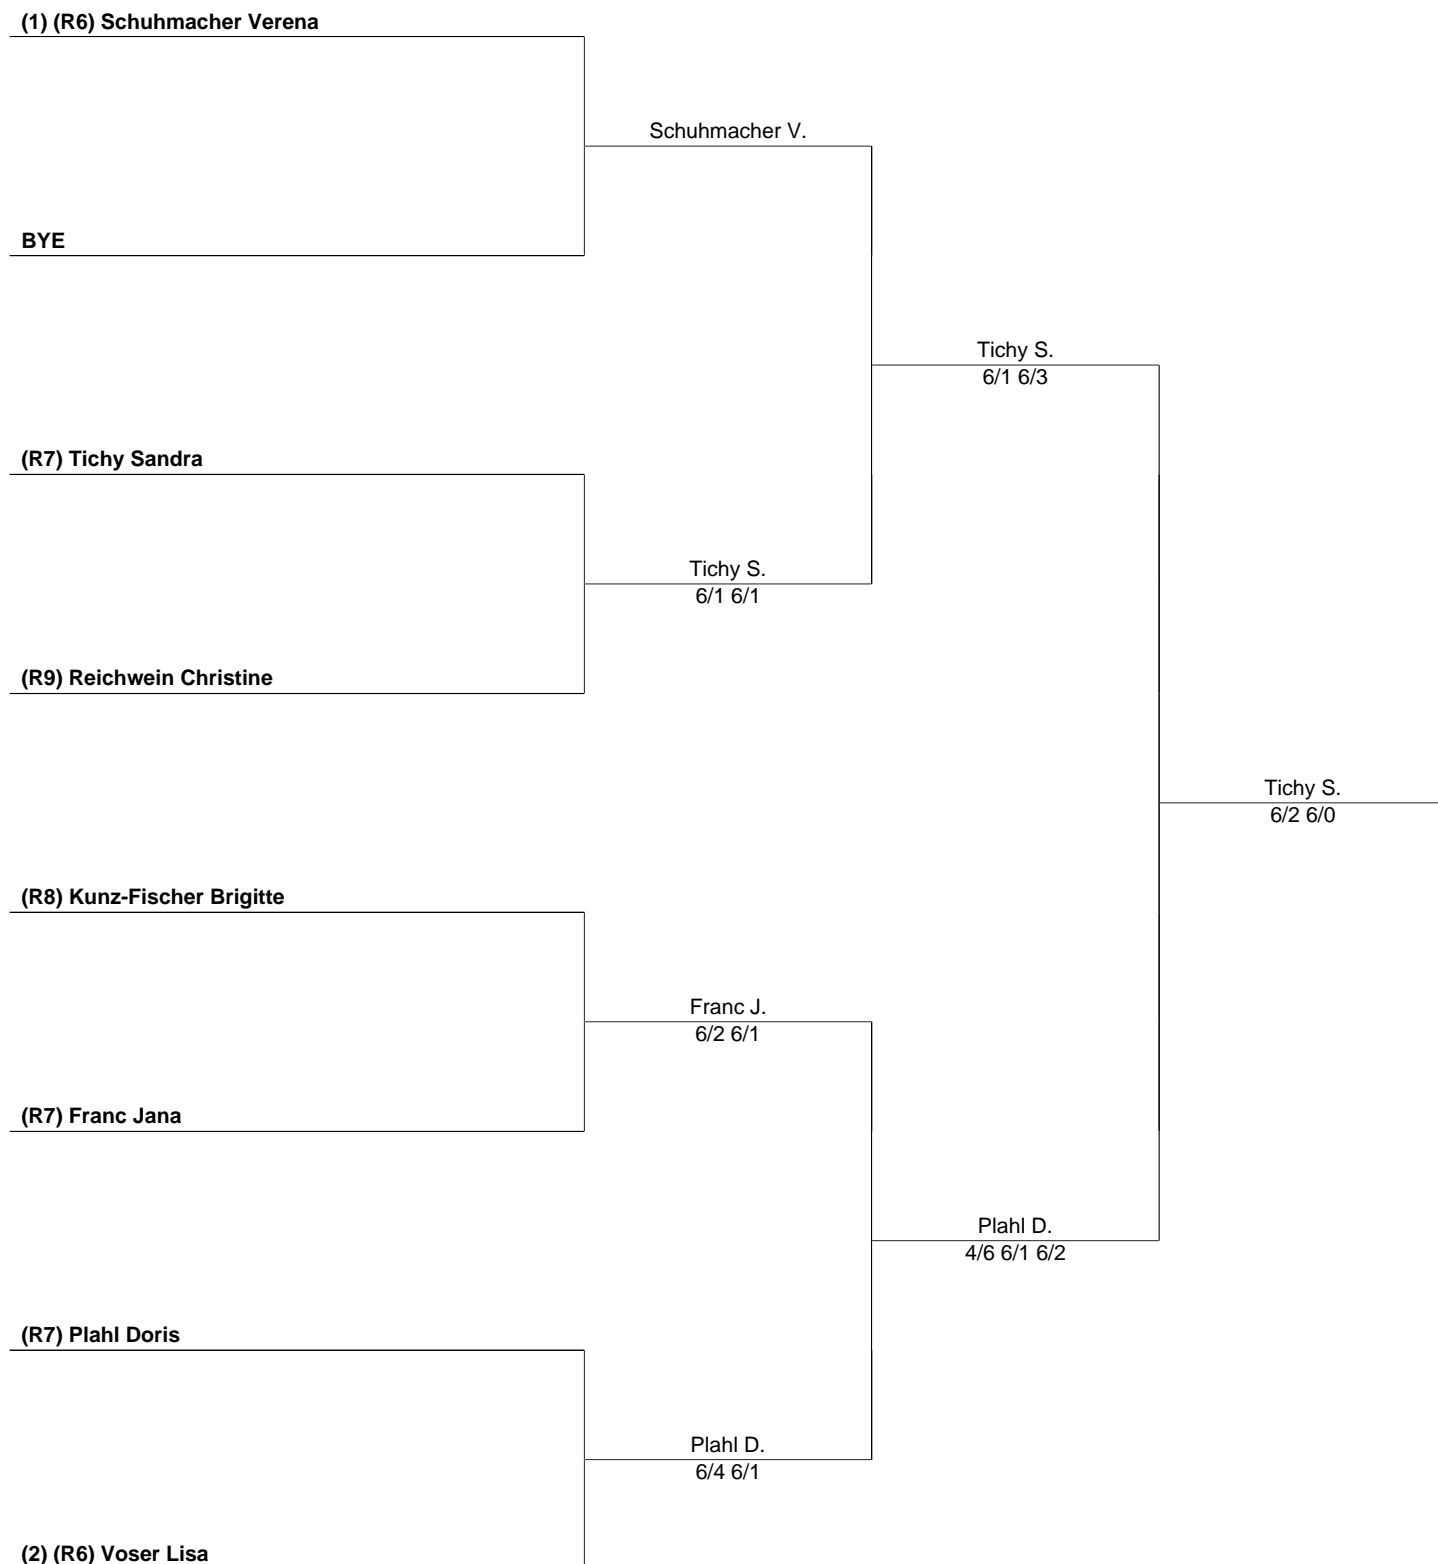 (1) (R6) Schuhmacher Verena
Schuhmacher V.
BYE
Tichy S.
6/1 6/3
(R7) Tichy Sandra
Tichy S.
6/1 6/1
(R9) Reichwein Christine
Tichy S.
6/2 6/0
(R8) Kunz-Fischer Brigitte
Franc J.
6/2 6/1
(R7) Franc Jana
Plahl D.
4/6 6/1 6/2
(R7) Plahl Doris
Plahl D.
6/4 6/1
(2) (R6) Voser Lisa